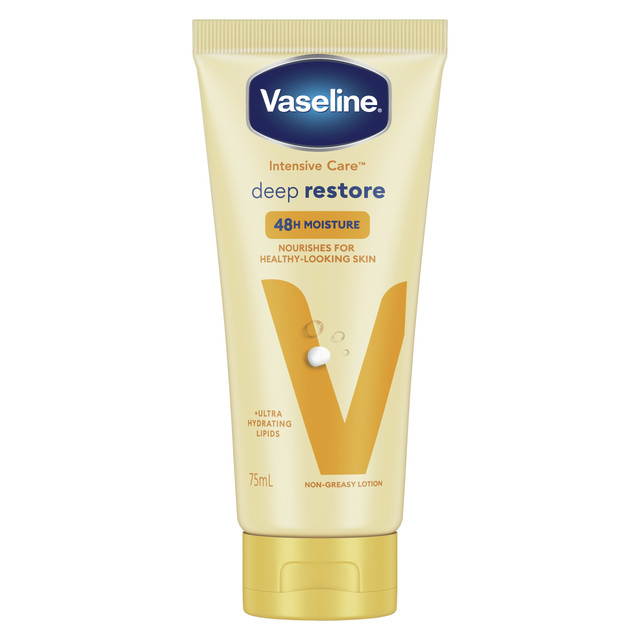 Vaseline®
Intensive Care™
deep restore
48H MOISTURE
NOURISHES FOR
HEALTHY-LOOKING SKIN
V
+ULTRA
HYDRATING
LIPIDS
75mL
NON-GREASY LOTION